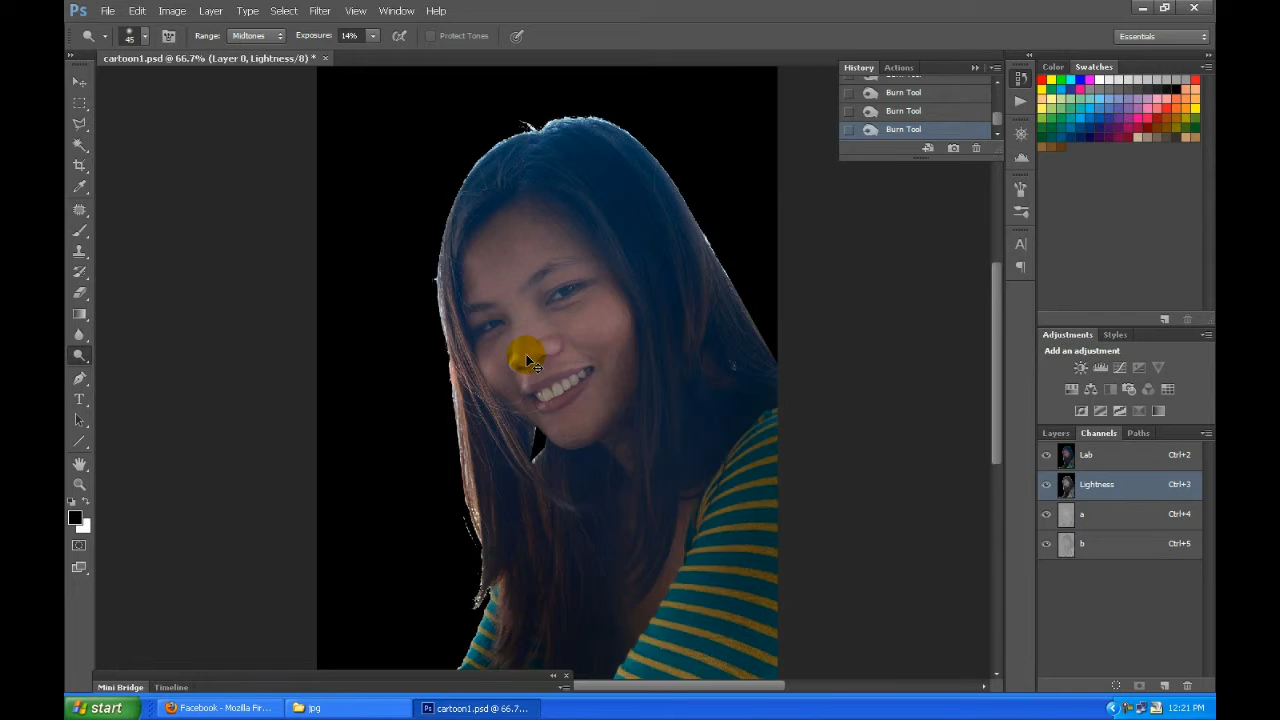 Ps File Edit Image Layer Type Select Filter View Window Help
45 Range: Midtones Exposure: 14% Protect Tones Essentials
cartoon1.psd @ 66.7% (Layer 0, Lightness/8) * ×
History Actions
Burn Tool
Burn Tool
Burn Tool
Color Swatches
Adjustments Styles
Add an adjustment
Layers Channels Paths
Lab Ctrl+2
Lightness Ctrl+3
a Ctrl+4
b Ctrl+5
Mini Bridge Timeline
start Facebook - Mozilla Fir... jpg cartoon1.psd @ 66.7... 12:21 PM